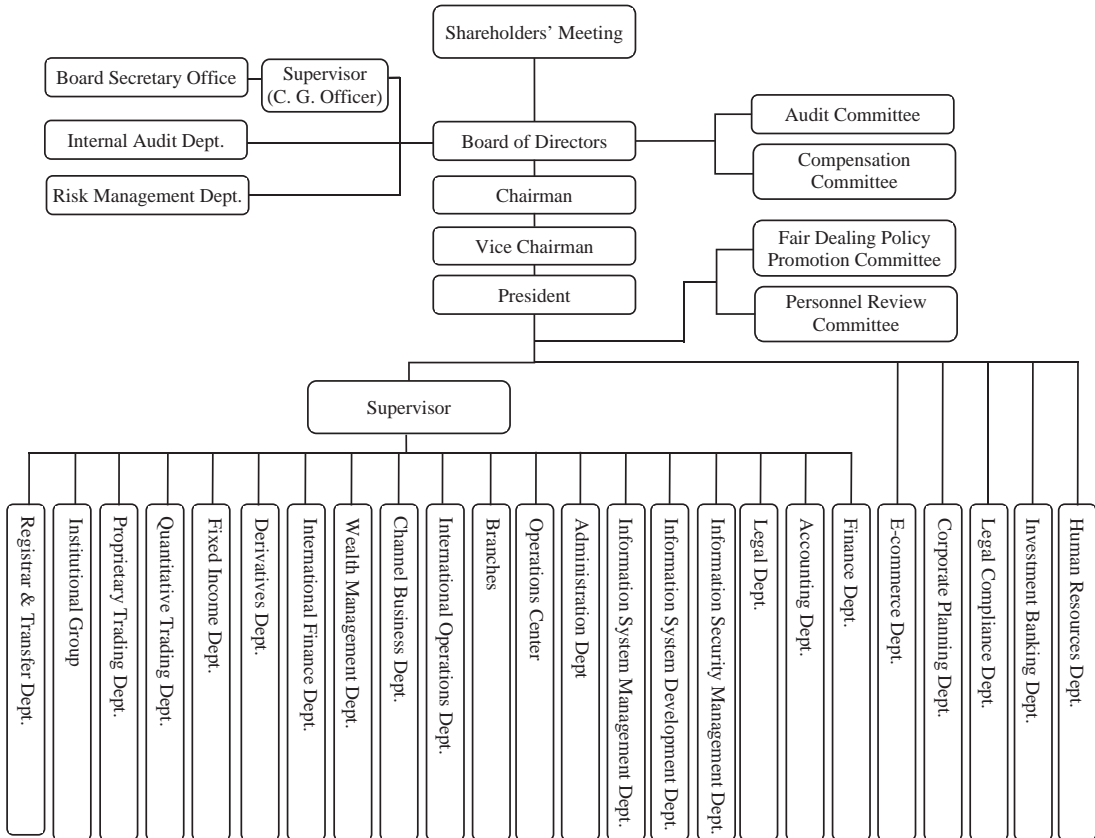 Shareholders' Meeting
Board Secretary Office
Supervisor
(C. G. Officer)
Internal Audit Dept.
Risk Management Dept.
Board of Directors
Audit Committee
Compensation
Committee
Chairman
Vice Chairman
President
Fair Dealing Policy
Promotion Committee
Personnel Review
Committee
Supervisor
Registrar & Transfer Dept.
Institutional Group
Proprietary Trading Dept.
Quantitative Trading Dept.
Fixed Income Dept.
Derivatives Dept.
International Finance Dept.
Wealth Management Dept.
Channel Business Dept.
International Operations Dept.
Branches
Operations Center
Administration Dept
Information System Management Dept.
Information System Development Dept.
Information Security Management Dept.
Legal Dept.
Accounting Dept.
Finance Dept.
E-commerce Dept.
Corporate Planning Dept.
Legal Compliance Dept.
Investment Banking Dept.
Human Resources Dept.